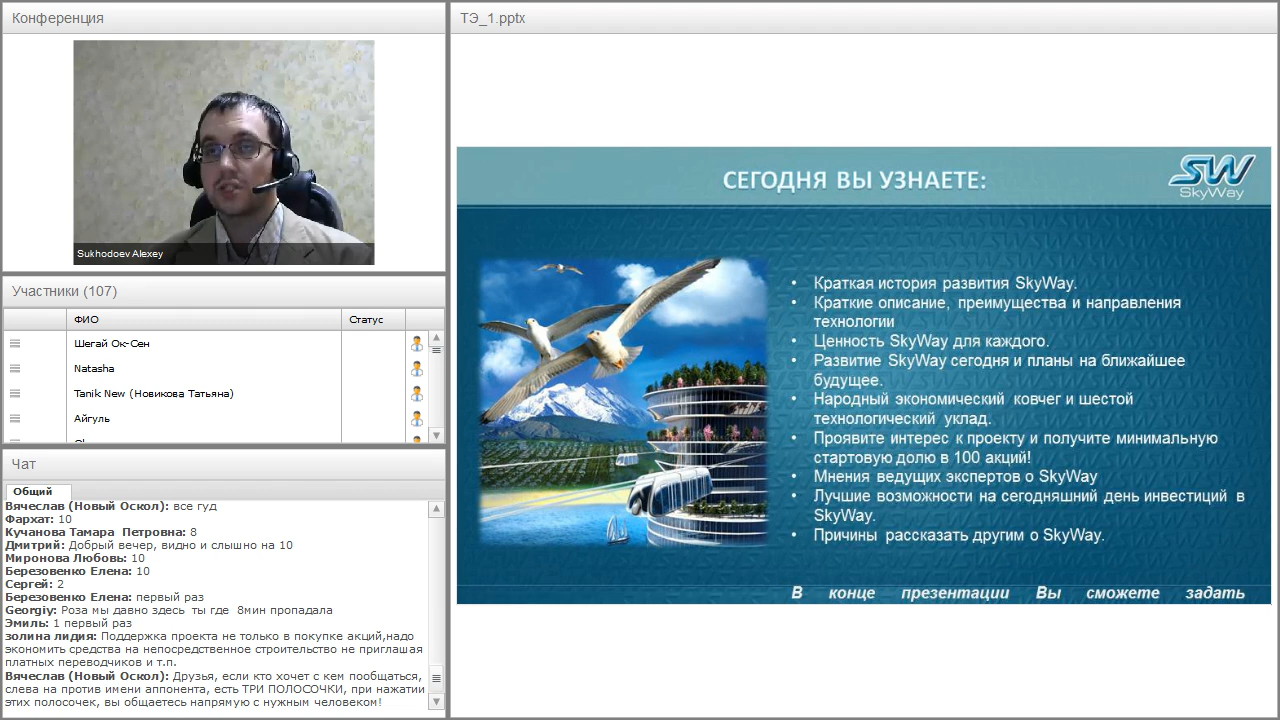 Конференция
Sukhodoev Alexey
Участники (107)
ФИО
Статус
Шегай Ок-Сен
Natasha
Tanik New (Новикова Татьяна)
Айгуль
Чат
Общий
Вячеслав (Новый Оскол): все гуд
Фархат: 10
Кучанова Тамара Петровна: 8
Дмитрий: Добрый вечер, видно и слышно на 10
Миронова Любовь: 10
Березовенко Елена: 10
Сергей: 2
Березовенко Елена: первый раз
Georgiy: Роза мы давно здесь ты где 8мин пропадала
Эмиль: 1 первый раз
золина лидия: Поддержка проекта не только в покупке акций,надо
экономить средства на непосредственное строительство не приглашая
платных переводчиков и т.п.
Вячеслав (Новый Оскол): Друзья, если кто хочет с кем пообщаться,
слева на против имени аппонента, есть ТРИ ПОЛОСОЧКИ, при нажатии
этих полосочек, вы общаетесь напрямую с нужным человеком!
ТЭ_1.pptx
СЕГОДНЯ ВЫ УЗНАЕТЕ:
SW
SkyWay
• Краткая история развития SkyWay.
• Краткие описание, преимущества и направления
технологии
• Ценность SkyWay для каждого.
• Развитие SkyWay сегодня и планы на ближайшее
будущее.
• Народный экономический ковчег и шестой
технологический уклад.
• Проявите интерес к проекту и получите минимальную
стартовую долю в 100 акций!
• Мнения ведущих экспертов о SkyWay
• Лучшие возможности на сегодняшний день инвестиций в
SkyWay.
• Причины рассказать другим о SkyWay.
В конце презентации Вы сможете задать